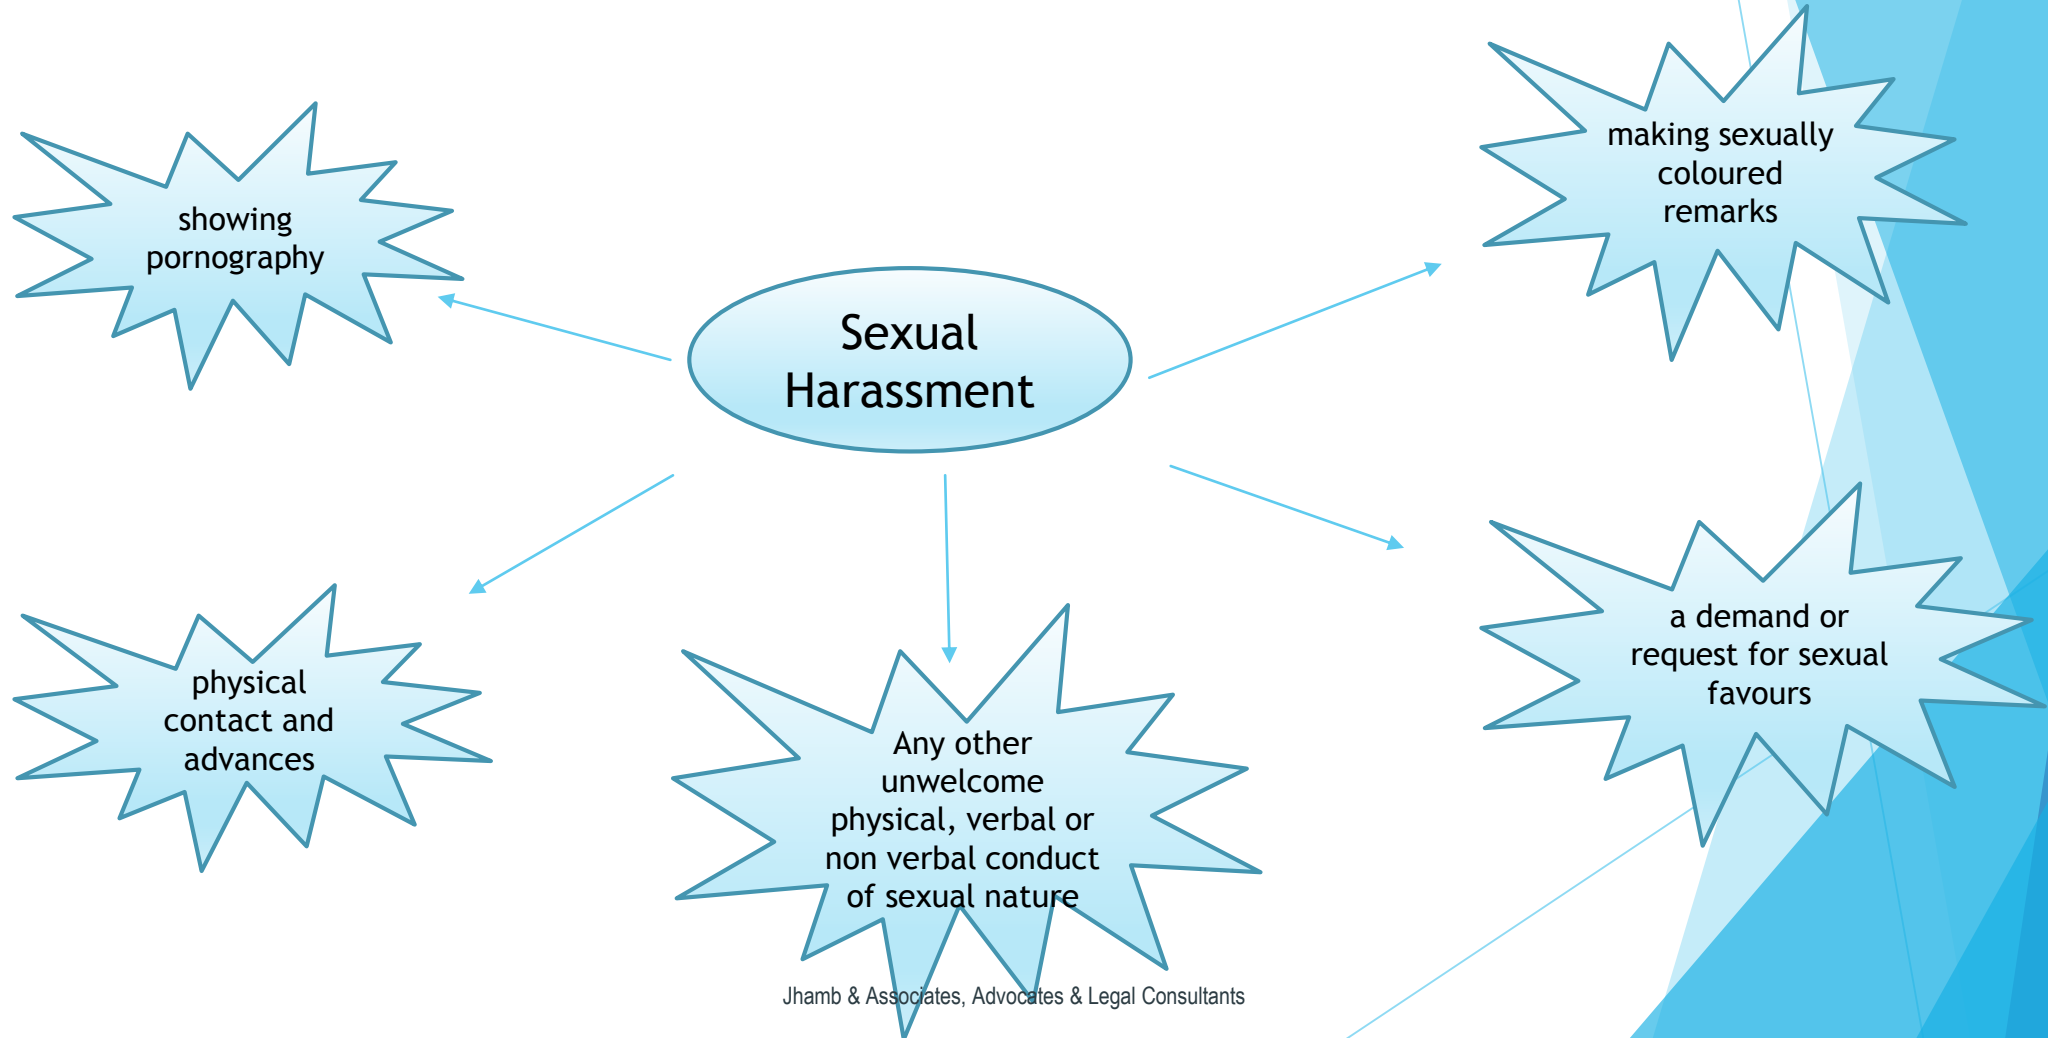 making sexually
coloured
remarks
showing
pornography
Sexual
Harassment
a demand or
request for sexual
favours
physical
contact and
advances
Any other
unwelcome
physical, verbal or
non verbal conduct
of sexual nature
Jhamb & Associates, Advocates & Legal Consultants